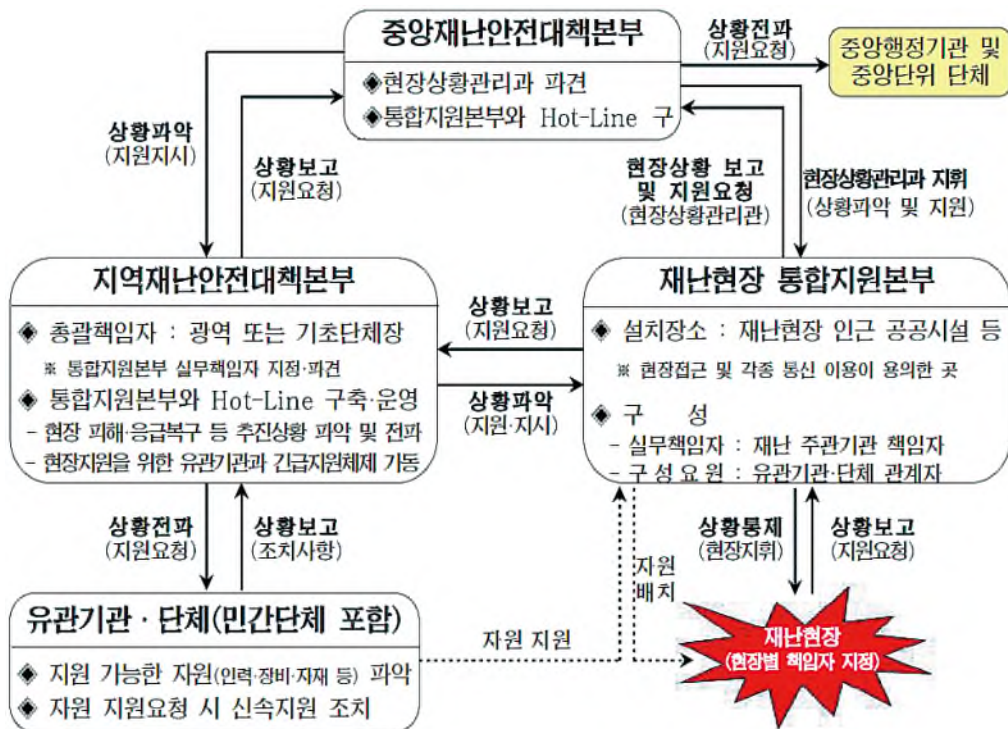 중앙재난안전대책본부
◈현장상황관리과 파견
◈통합지원본부와 Hot-Line 구
상황전파
(지원요청)
중앙행정기관 및
중앙단위 단체
상황파악
(지원지시)
상황보고
(지원요청)
현장상황 보고
및 지원요청
(현장상황관리관)
현장상황관리과 지휘
(상황파악 및 지원)
지역재난안전대책본부
◈ 총괄책임자 : 광역 또는 기초단체장
※ 통합지원본부 실무책임자 지정·파견
◈ 통합지원본부와 Hot-Line 구축·운영
- 현장 피해·응급복구 등 추진상황 파악 및 전파
- 현장지원을 위한 유관기관과 긴급지원체제 기동
상황보고
(지원요청)
상황파악
(지원·지시)
재난현장 통합지원본부
◈ 설치장소 : 재난현장 인근 공공시설 등
※ 현장접근 및 각종 통신 이용이 용의한 곳
◈ 구 성
- 실무책임자 : 재난 주관기관 책임자
- 구성요원 : 유관기관·단체 관계자
상황전파
(지원요청)
상황보고
(조치사항)
상황통제
(현장지휘)
상황보고
(지원요청)
자원
배치
유관기관 · 단체(민간단체 포함)
◈ 지원 가능한 자원(인력·장비·자재 등) 파악
◈ 자원 지원요청 시 신속지원 조치
자원 지원
재난현장
(현장별 책임자 지정)